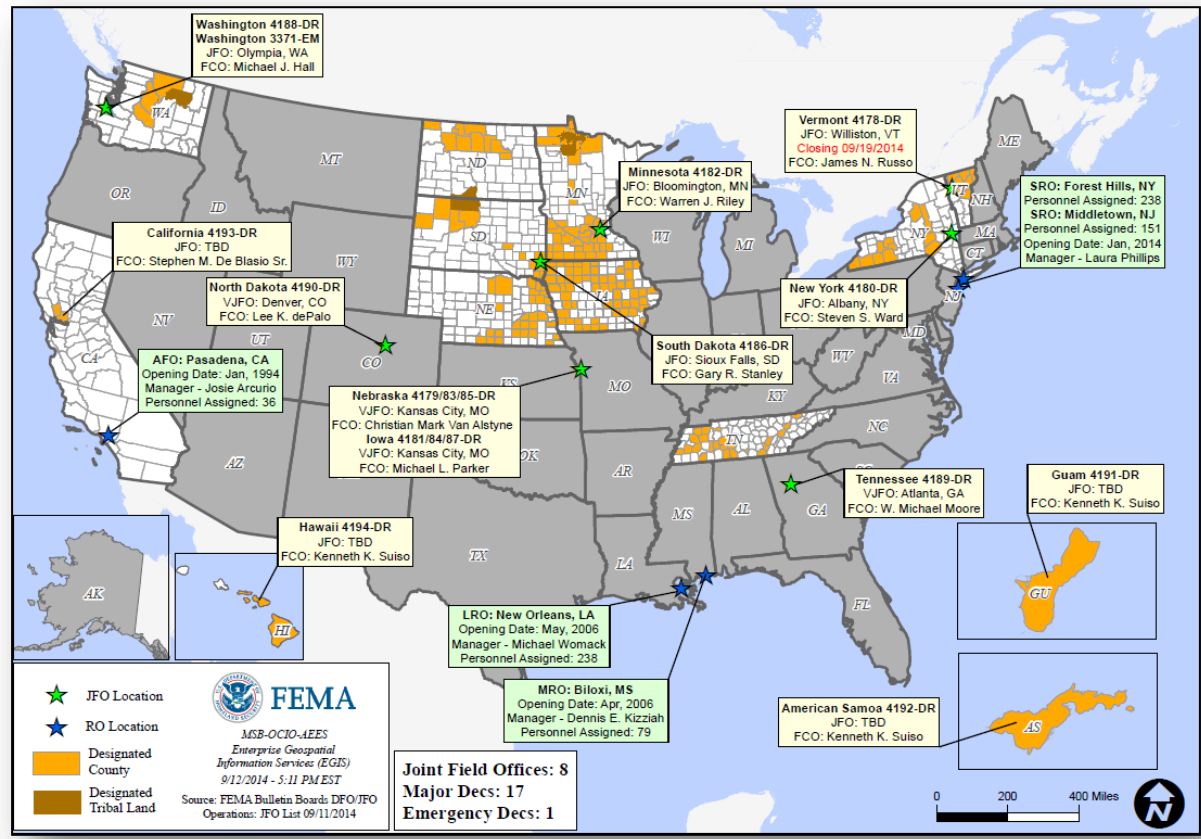 Washington 4188-DR
Washington 3371-EM
JFO: Olympia, WA
FCO: Michael J. Hall
WA
MT
ND
MN
OR
ID
WY
SD
WI
MI
ME
Vermont 4178-DR
JFO: Williston, VT
Closing 09/19/2014
FCO: James N. Russo
VT
NH
NY
MA
CT
NJ
SRO: Forest Hills, NY
Personnel Assigned: 238
SRO: Middletown, NJ
Personnel Assigned: 151
Opening Date: Jan, 2014
Manager - Laura Phillips
Minnesota 4182-DR
JFO: Bloomington, MN
FCO: Warren J. Riley
California 4193-DR
JFO: TBD
FCO: Stephen M. De Blasio Sr.
North Dakota 4190-DR
VJFO: Denver, CO
FCO: Lee K. dePalo
New York 4180-DR
JFO: Albany, NY
FCO: Steven S. Ward
South Dakota 4186-DR
JFO: Sioux Falls, SD
FCO: Gary R. Stanley
NV
UT
CA
CO
NE
IA
KS
MO
KY
WV
VA
MD
AFO: Pasadena, CA
Opening Date: Jan, 1994
Manager - Josie Arcurio
Personnel Assigned: 36
Nebraska 4179/83/85-DR
VJFO: Kansas City, MO
FCO: Christian Mark Van Alstyne
Iowa 4181/84/87-DR
VJFO: Kansas City, MO
FCO: Michael L. Parker
AZ
OK
AR
TN
NC
SC
MS
AL
GA
TX
LA
FL
Tennessee 4189-DR
VJFO: Atlanta, GA
FCO: W. Michael Moore
Guam 4191-DR
JFO: TBD
FCO: Kenneth K. Suiso
GU
Hawaii 4194-DR
JFO: TBD
FCO: Kenneth K. Suiso
AK
HI
LRO: New Orleans, LA
Opening Date: May, 2006
Manager - Michael Womack
Personnel Assigned: 238
MRO: Biloxi, MS
Opening Date: Apr, 2006
Manager - Dennis E. Kizziah
Personnel Assigned: 79
American Samoa 4192-DR
JFO: TBD
FCO: Kenneth K. Suiso
AS
JFO Location
RO Location
Designated
County
Designated
Tribal Land
FEMA
MSB-OCIO-AEES
Enterprise Geospatial
Information Services (EGIS)
9/12/2014 - 5:11 PM EST
Source: FEMA Bulletin Boards DFO/JFO
Operations: JFO List 09/11/2014
Joint Field Offices: 8
Major Decs: 17
Emergency Decs: 1
0 200 400 Miles
N